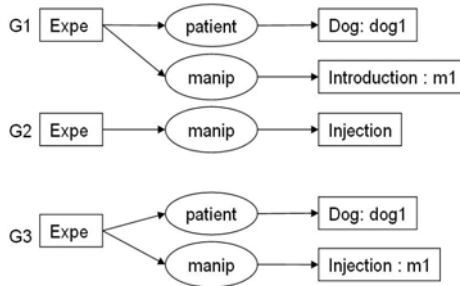 G1 Expe patient Dog: dog1
manip Introduction : m1
G2 Expe manip Injection
patient Dog: dog1
G3 Expe
manip Injection : m1